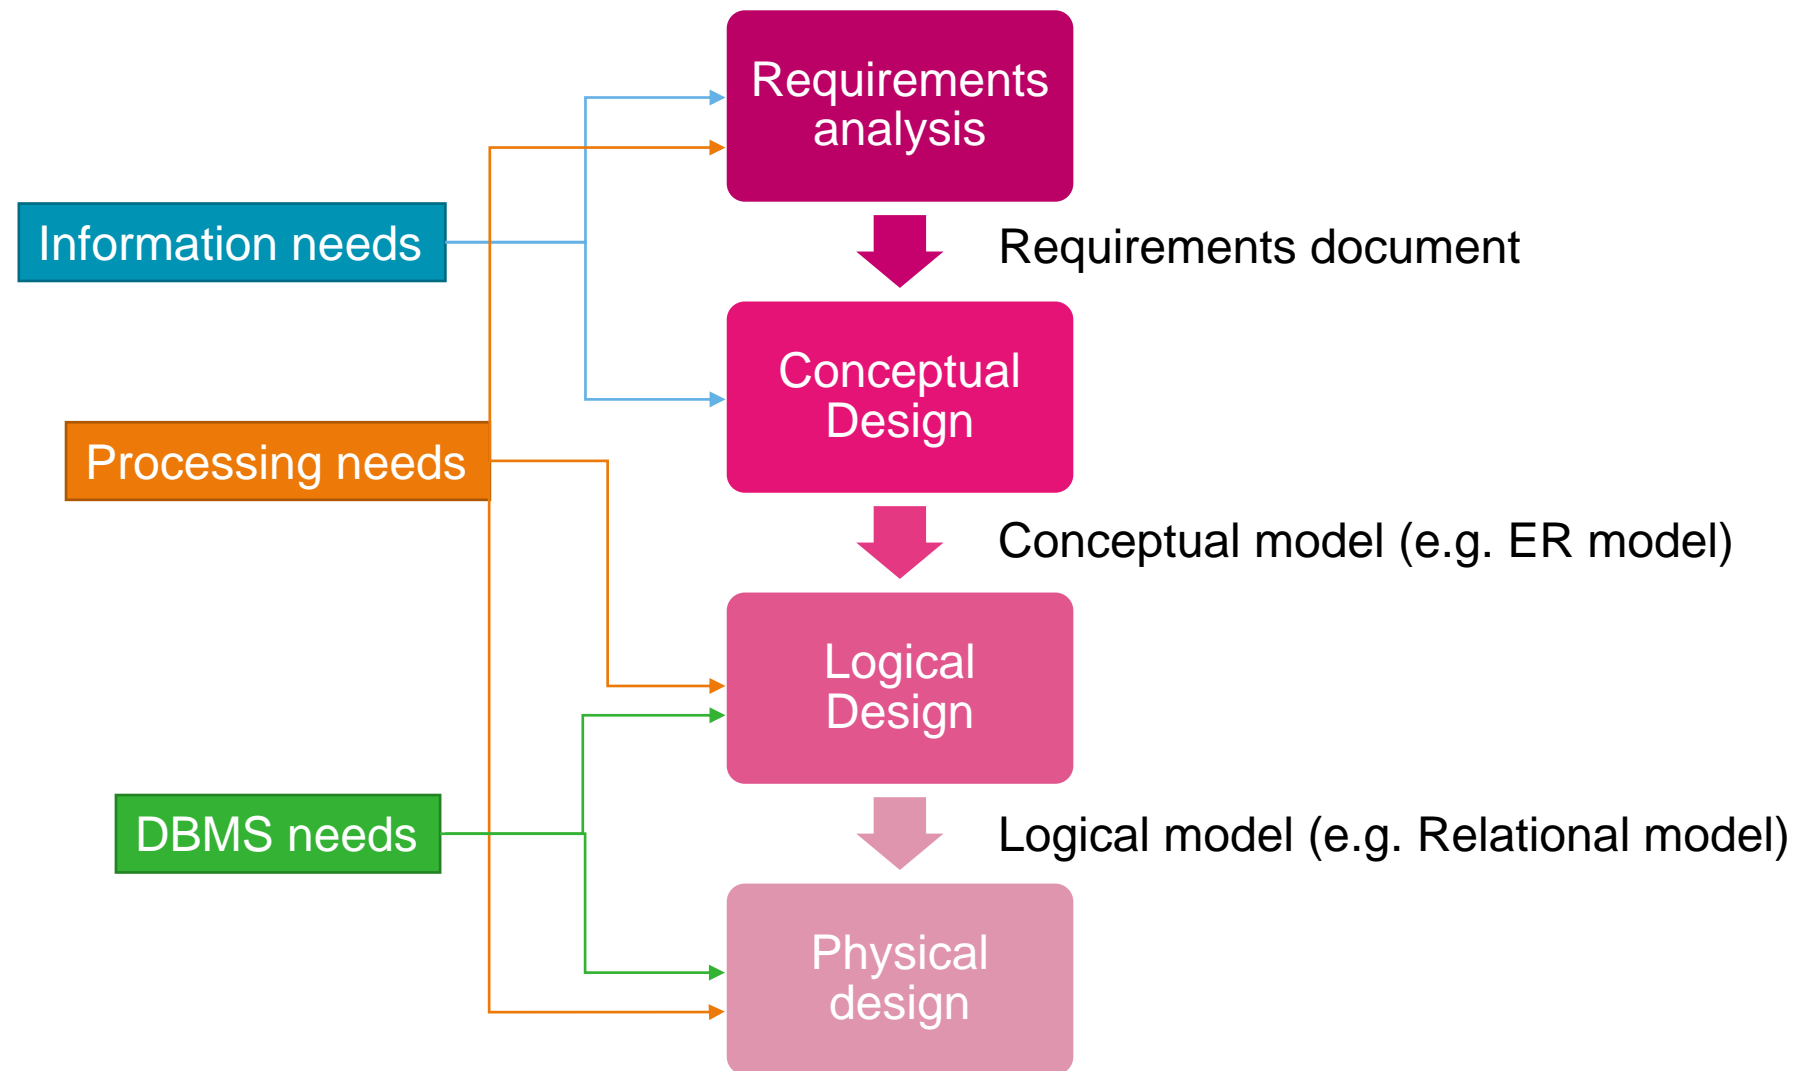 Requirements
analysis
Information needs
Requirements document
Conceptual
Design
Processing needs
Conceptual model (e.g. ER model)
Logical
Design
DBMS needs
Logical model (e.g. Relational model)
Physical
design